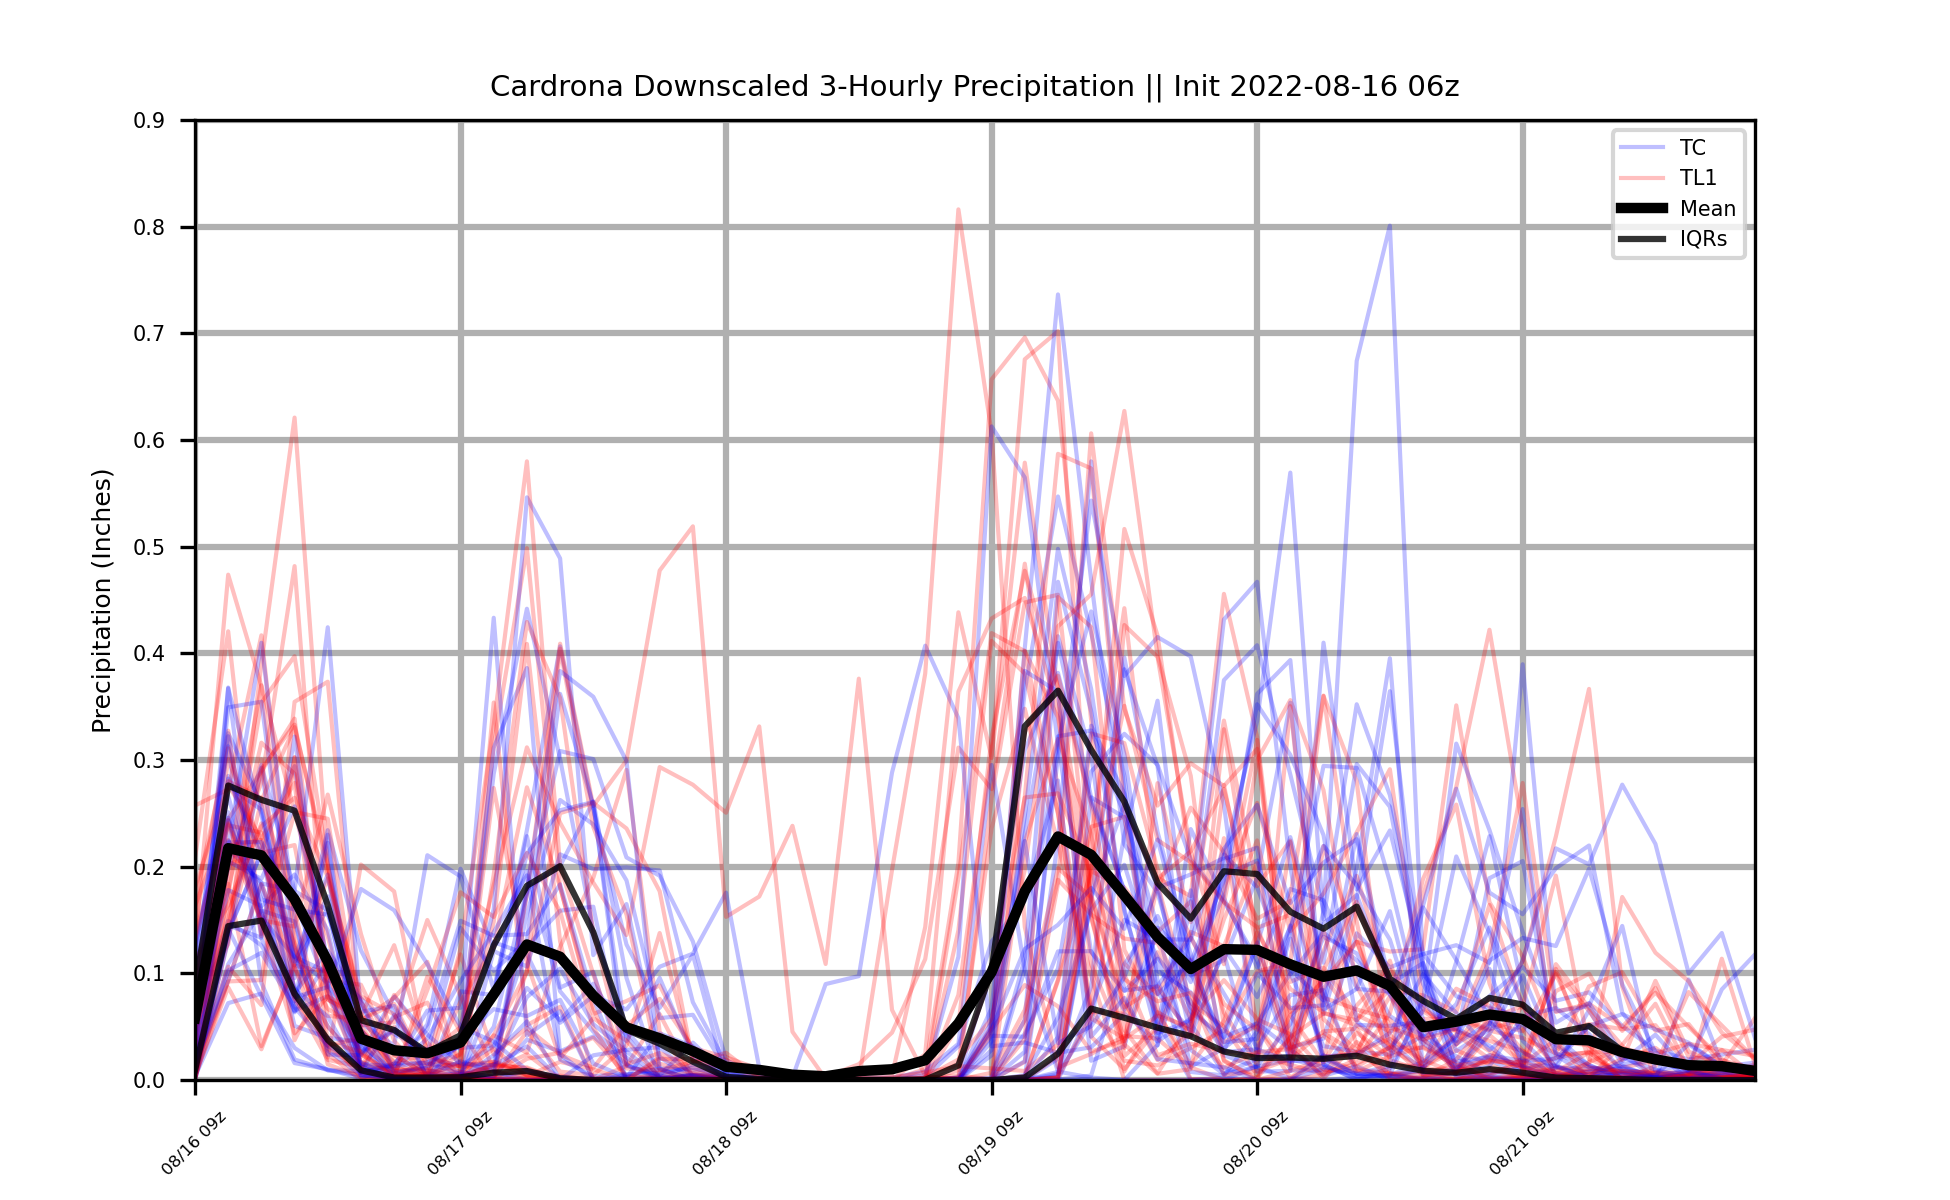 Cardrona Downscaled 3-Hourly Precipitation || Init 2022-08-16 06z
Precipitation (Inches)
0.9
0.8
0.7
0.6
0.5
0.4
0.3
0.2
0.1
0.0
TC
TL1
Mean
IQRs
08/16 09z
08/17 09z
08/18 09z
08/19 09z
08/20 09z
08/21 09z